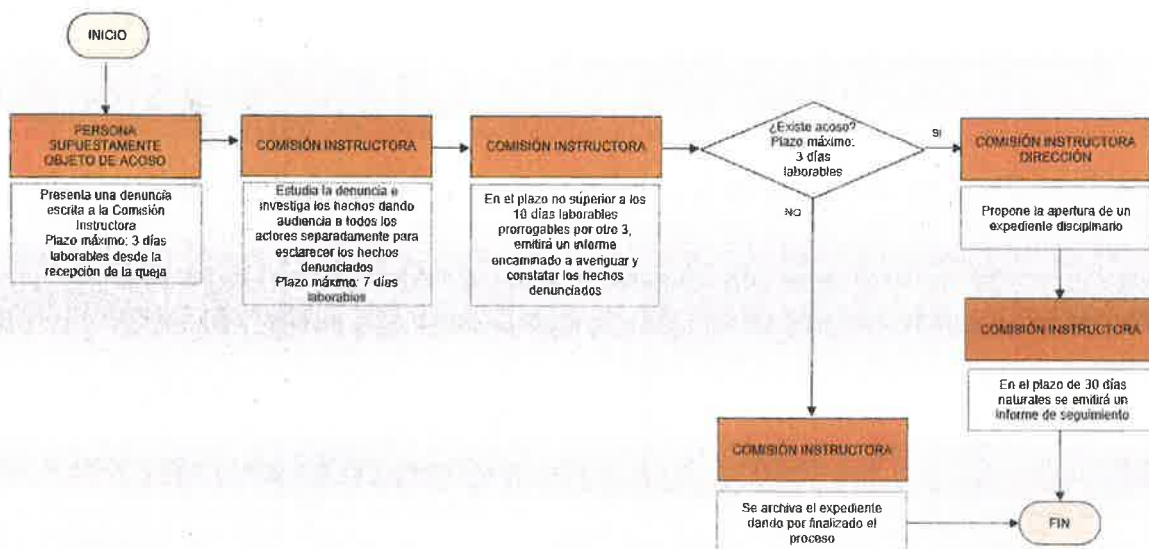 INICIO
PERSONA
SUPUESTAMENTE
OBJETO DE ACOSO
Presenta una denuncia
escrita a la Comisión
Instructora
Plazo máximo: 3 días
laborables desde la
recepción de la queja
COMISIÓN INSTRUCTORA
Estudia la denuncia e
investiga los hechos dando
audiencia a todos los
actores separadamente para
esclarecer los hechos
denunciados
Plazo máximo: 7 días
laborables
COMISIÓN INSTRUCTORA
En el plazo no superior a los
10 días laborables
prorrogables por otro 3,
emitirá un informe
encaminado a averiguar y
constatar los hechos
denunciados
¿Existe acoso?
Plazo máximo:
3 días
laborables
SI
NO
COMISIÓN INSTRUCTORA
DIRECCIÓN
Propone la apertura de un
expediente disciplinario
COMISIÓN INSTRUCTORA
En el plazo de 30 días
naturales se emitirá un
informe de seguimiento
COMISIÓN INSTRUCTORA
Se archiva el expediente
dando por finalizado el
proceso
FIN